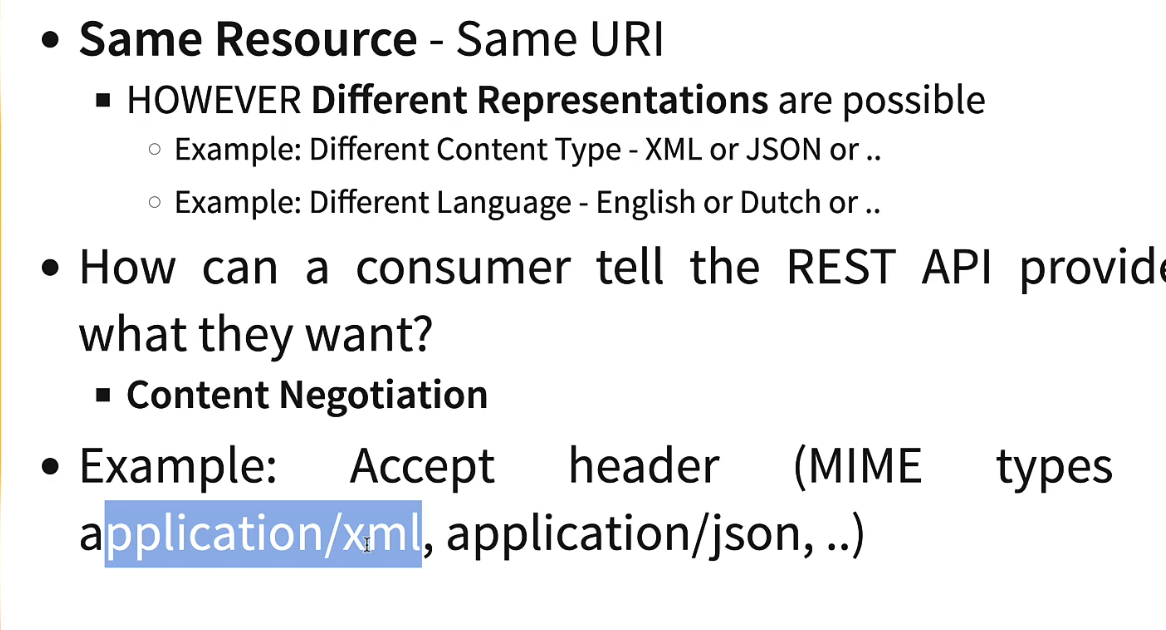 • Same Resource - Same URI
▪ HOWEVER Different Representations are possible
○ Example: Different Content Type - XML or JSON or ..
○ Example: Different Language - English or Dutch or ..
• How can a consumer tell the REST API provide
what they want?
▪ Content Negotiation
• Example: Accept header (MIME types
application/xml, application/json, ..)